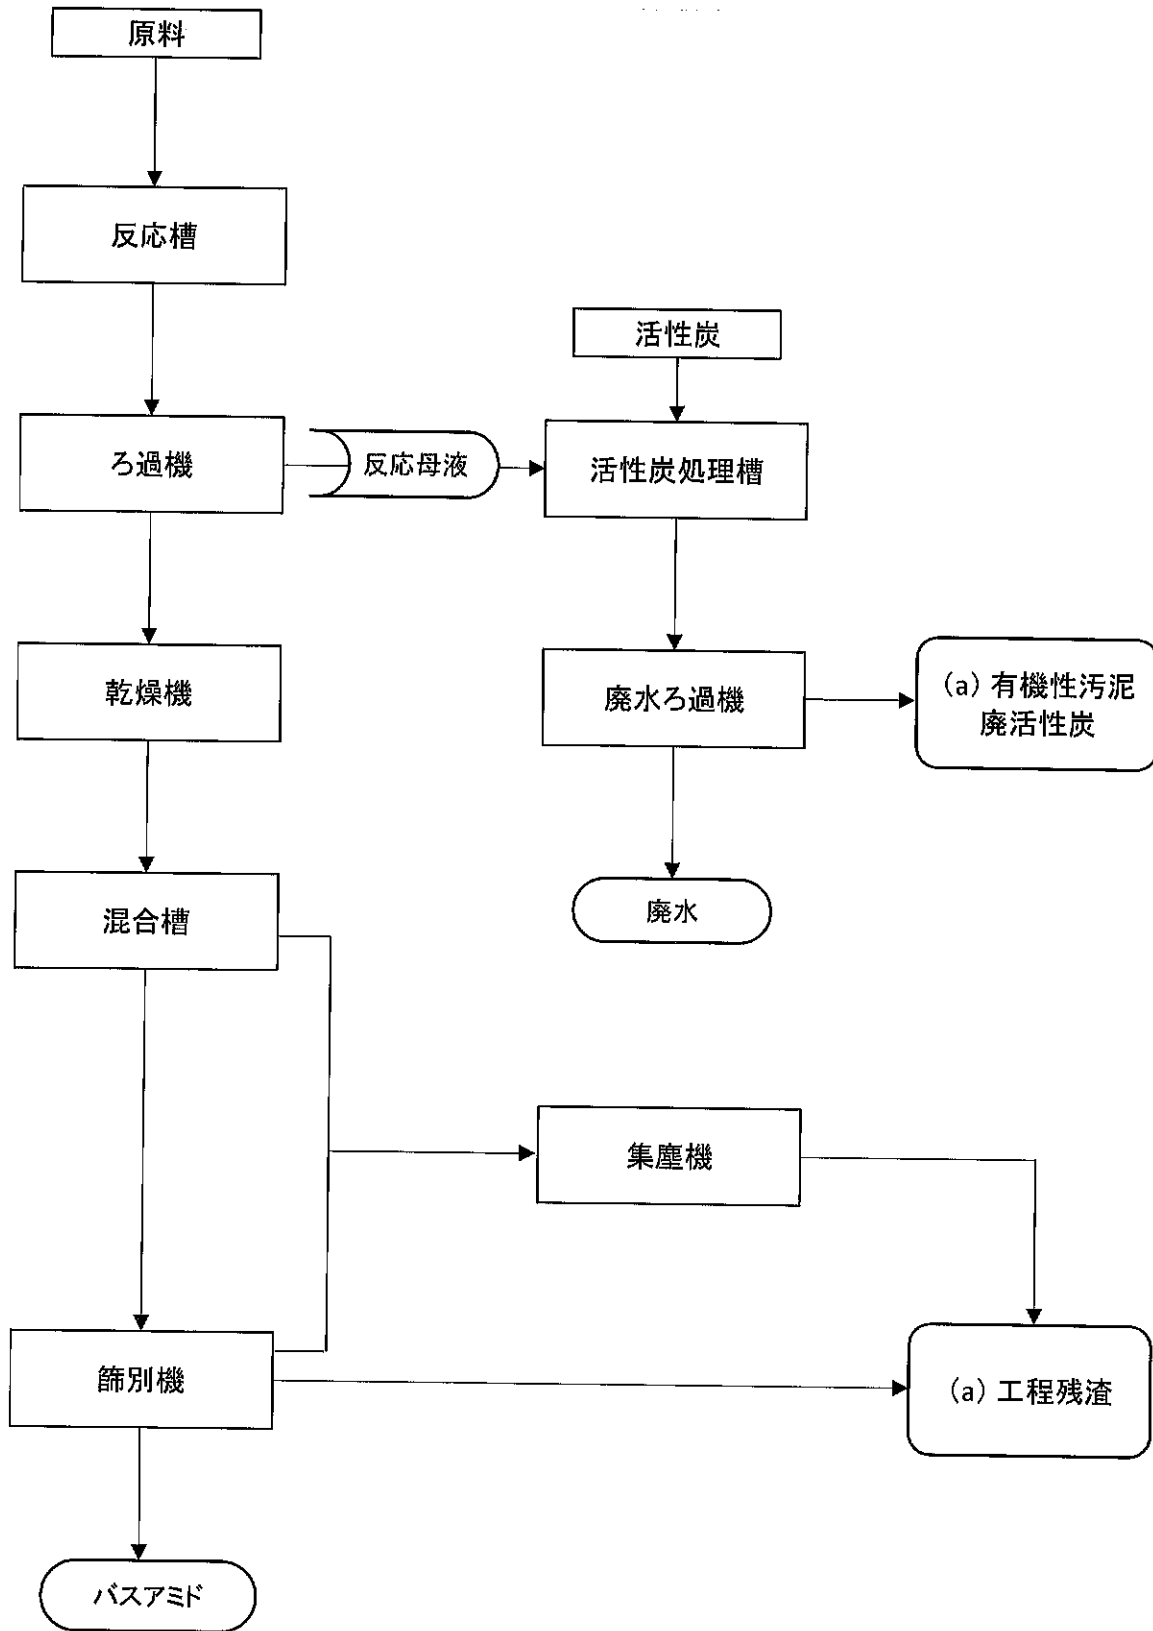 原料
反応槽
活性炭
ろ過機
反応母液
活性炭処理槽
乾燥機
廃水ろ過機
(a) 有機性汚泥
廃活性炭
混合槽
廃水
集塵機
篩別機
(a) 工程残渣
バスアミド